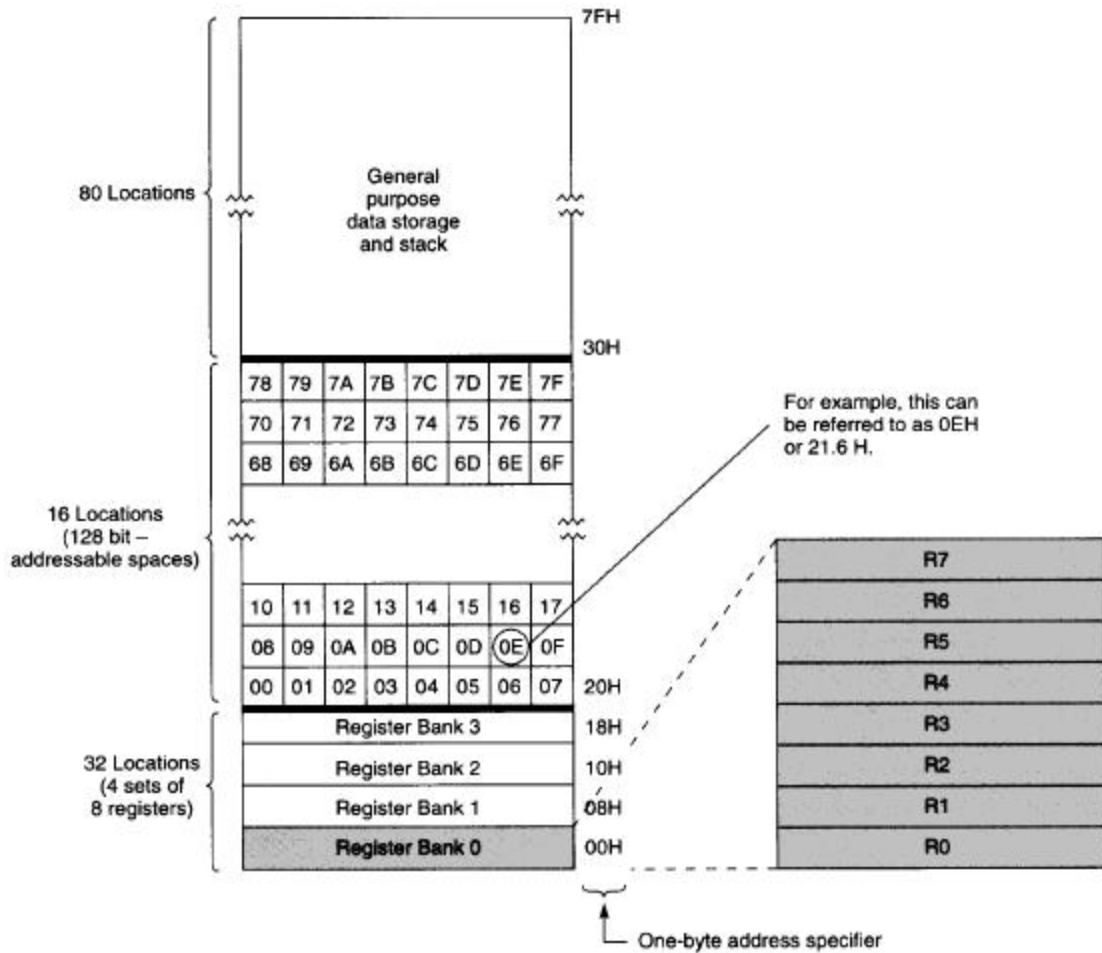 7FH
80 Locations
General
purpose
data storage
and stack
30H
78 79 7A 7B 7C 7D 7E 7F
70 71 72 73 74 75 76 77
68 69 6A 6B 6C 6D 6E 6F
For example, this can
be referred to as 0EH
or 21.6 H.
16 Locations
(128 bit –
addressable spaces)
10 11 12 13 14 15 16 17
08 09 0A 0B 0C 0D 0E 0F
00 01 02 03 04 05 06 07
20H
32 Locations
(4 sets of
8 registers)
Register Bank 3
18H
Register Bank 2
10H
Register Bank 1
08H
Register Bank 0
00H
R7
R6
R5
R4
R3
R2
R1
R0
One-byte address specifier